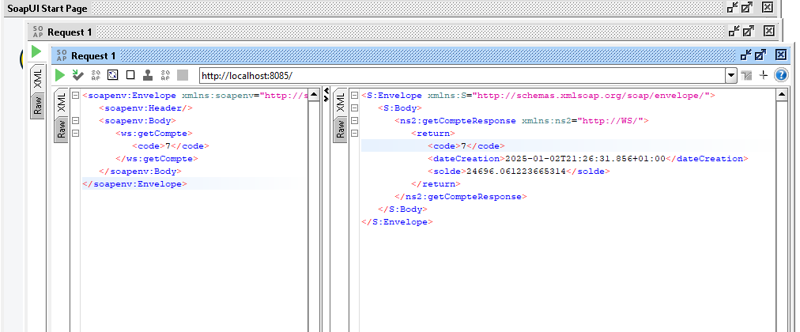 SoapUI Start Page
Request 1
Request 1
http://localhost:8085/
XML
Raw
XML
Raw
<soapenv:Envelope xmlns:soapenv="http://s
<soapenv:Header/>
<soapenv:Body>
<ws:getCompte>
<code>7</code>
</ws:getCompte>
</soapenv:Body>
</soapenv:Envelope>
XML
Raw
<S:Envelope xmlns:S="http://schemas.xmlsoap.org/soap/envelope/">
<S:Body>
<ns2:getCompteResponse xmlns:ns2="http://WS/">
<return>
<code>7</code>
<dateCreation>2025-01-02T21:26:31.856+01:00</dateCreation>
<solde>24696.061223665314</solde>
</return>
</ns2:getCompteResponse>
</S:Body>
</S:Envelope>